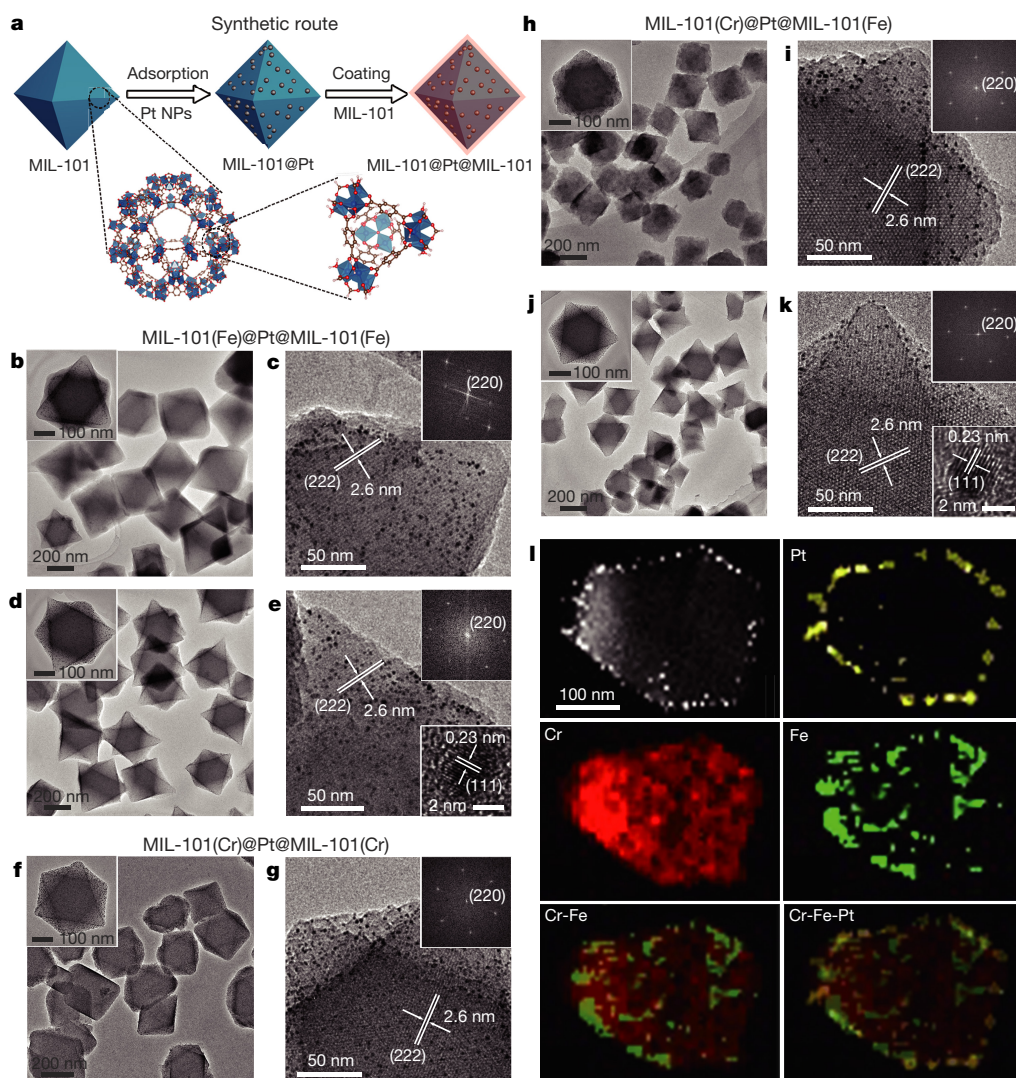 a
Synthetic route
Adsorption
Pt NPs
Coating
MIL-101
MIL-101
MIL-101@Pt
MIL-101@Pt@MIL-101
MIL-101(Fe)@Pt@MIL-101(Fe)
b
100 nm
200 nm
c
(220)
(222)
2.6 nm
50 nm
d
100 nm
200 nm
e
(220)
(222)
2.6 nm
0.23 nm
(111)
2 nm
50 nm
MIL-101(Cr)@Pt@MIL-101(Cr)
f
100 nm
200 nm
g
(220)
2.6 nm
(222)
50 nm
MIL-101(Cr)@Pt@MIL-101(Fe)
h
100 nm
200 nm
i
(220)
(222)
2.6 nm
50 nm
j
100 nm
200 nm
k
(220)
2.6 nm
(222)
0.23 nm
(111)
2 nm
50 nm
l
100 nm
Pt
Cr
Fe
Cr-Fe
Cr-Fe-Pt